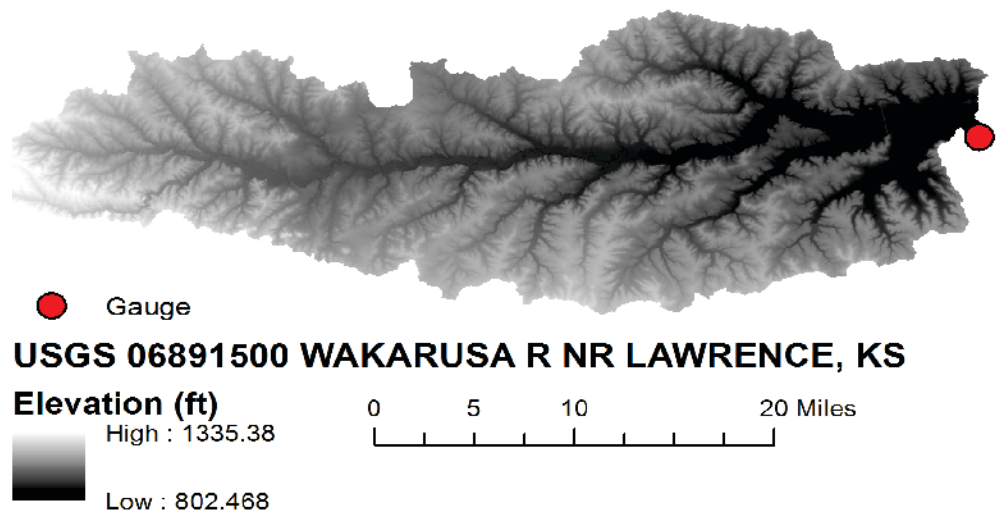 Gauge
USGS 06891500 WAKARUSA R NR LAWRENCE, KS
Elevation (ft)
High : 1335.38
Low : 802.468
0 5 10 20 Miles